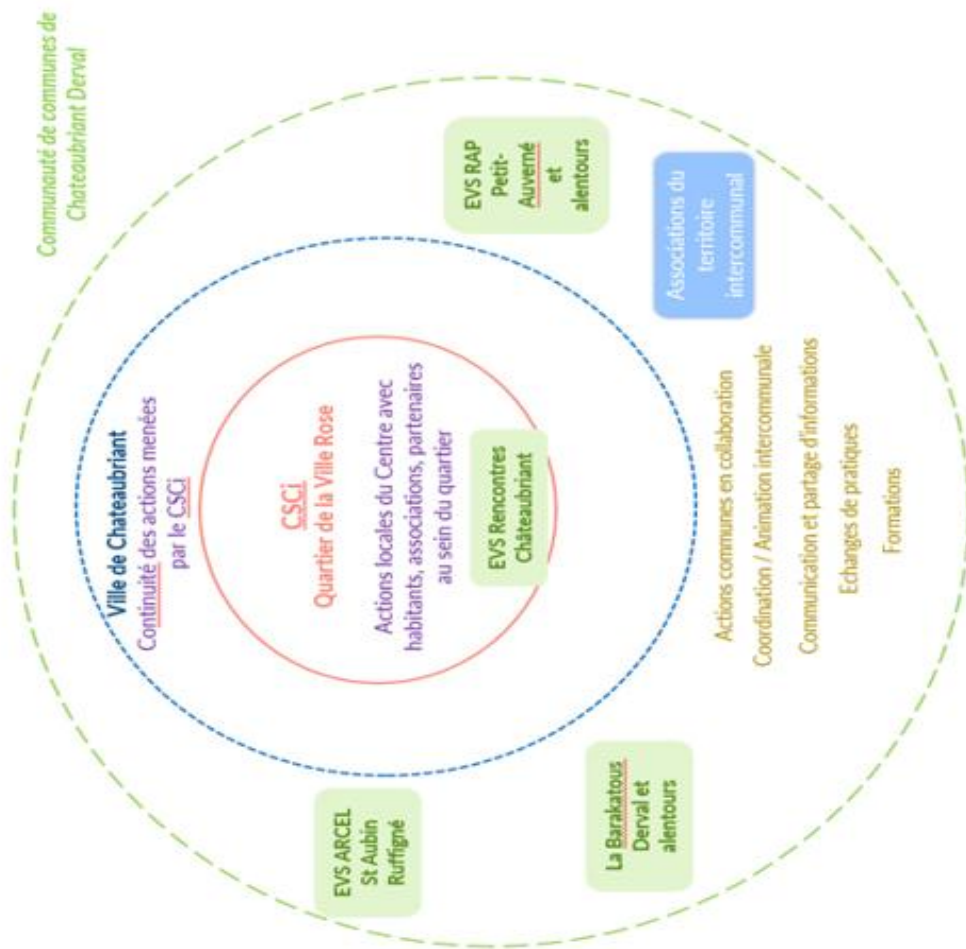 Communauté de communes de
Chateaubriant Derval
Ville de Chateaubriant
Continuité des actions menées
par le CSCi
CSCi
Quartier de la Ville Rose
Actions locales du Centre avec
habitants, associations, partenaires
au sein du quartier
EVS Rencontres
Châteaubriant
EVS ARCEL
St Aubin
Ruffigné
EVS RAP
Petit-
Auverné
et
alentours
La Barakatous
Derval et
alentours
Associations du
territoire
intercommunal
Actions communes en collaboration
Coordination / Animation intercommunale
Communication et partage d'informations
Echanges de pratiques
Formations